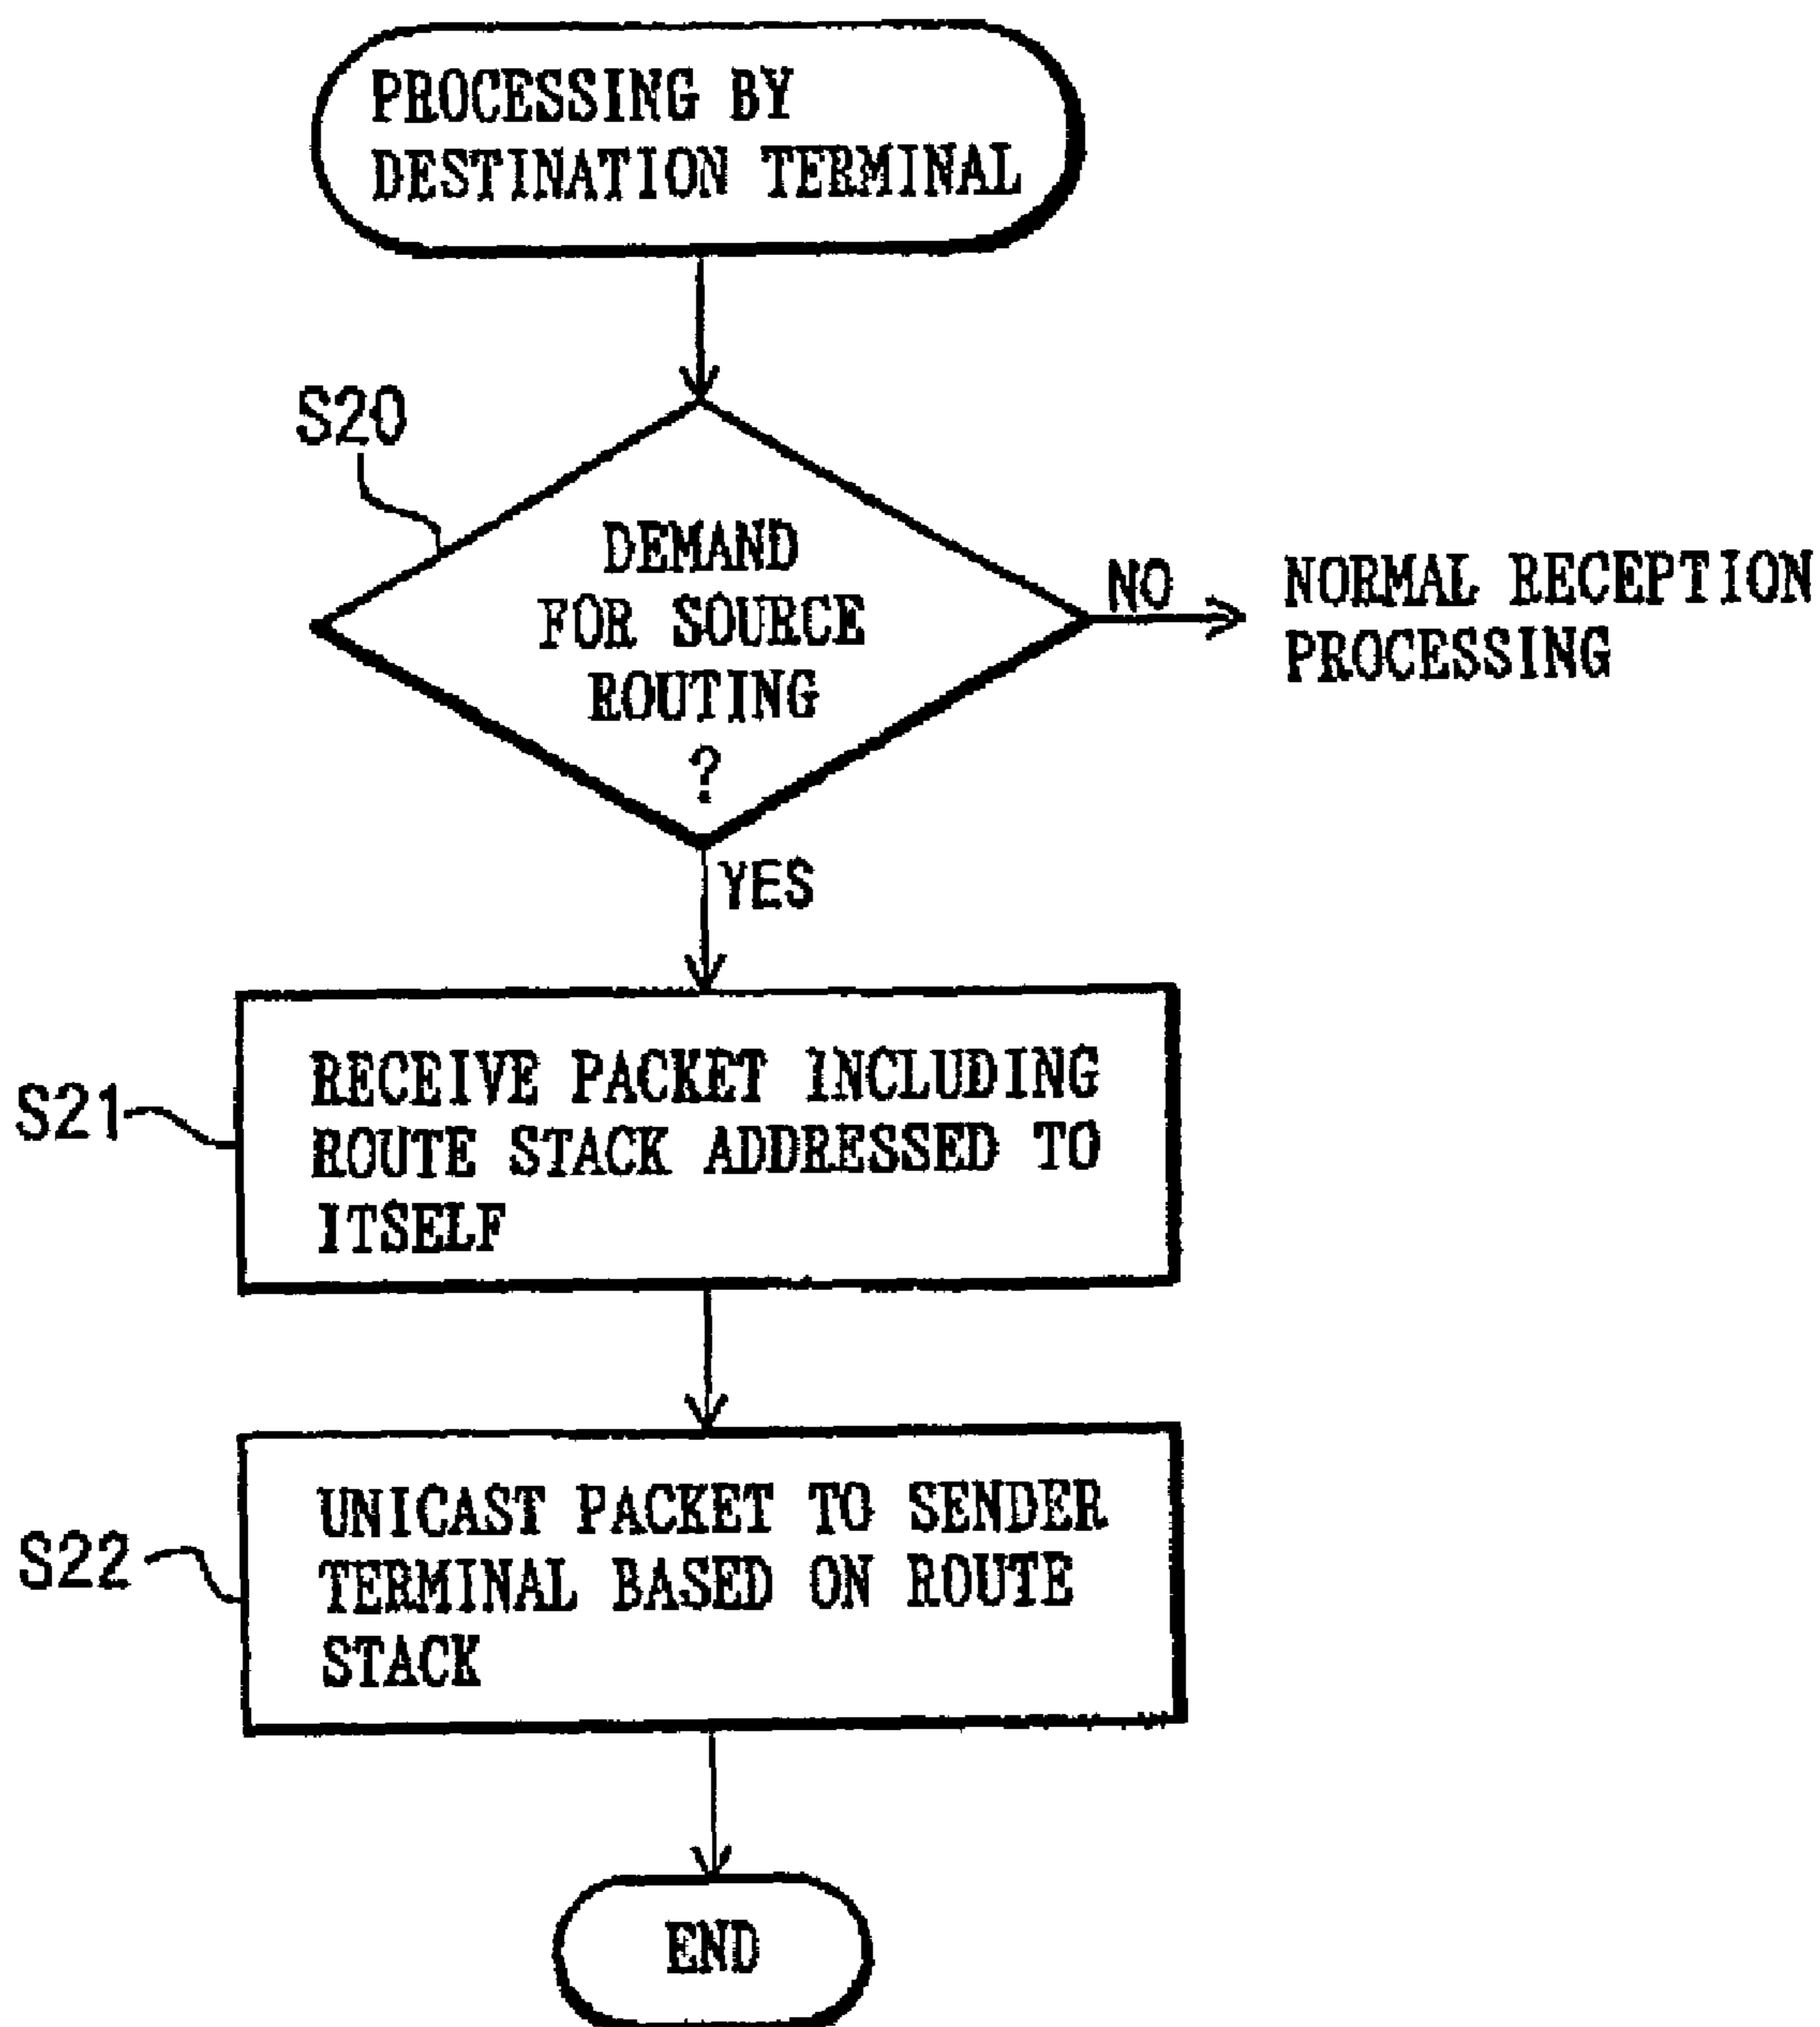 PROCESSING BY
DESTINATION TERMINAL
S20
DEMAND
FOR SOURCE
ROUTING
?
NO
NORMAL RECEPTION
PROCESSING
YES
S21
RECEIVE PACKET INCLUDING
ROUTE STACK ADDRESSED TO
ITSELF
S22
UNICAST PACKET TO SENDER
TERMINAL BASED ON ROUTE
STACK
END